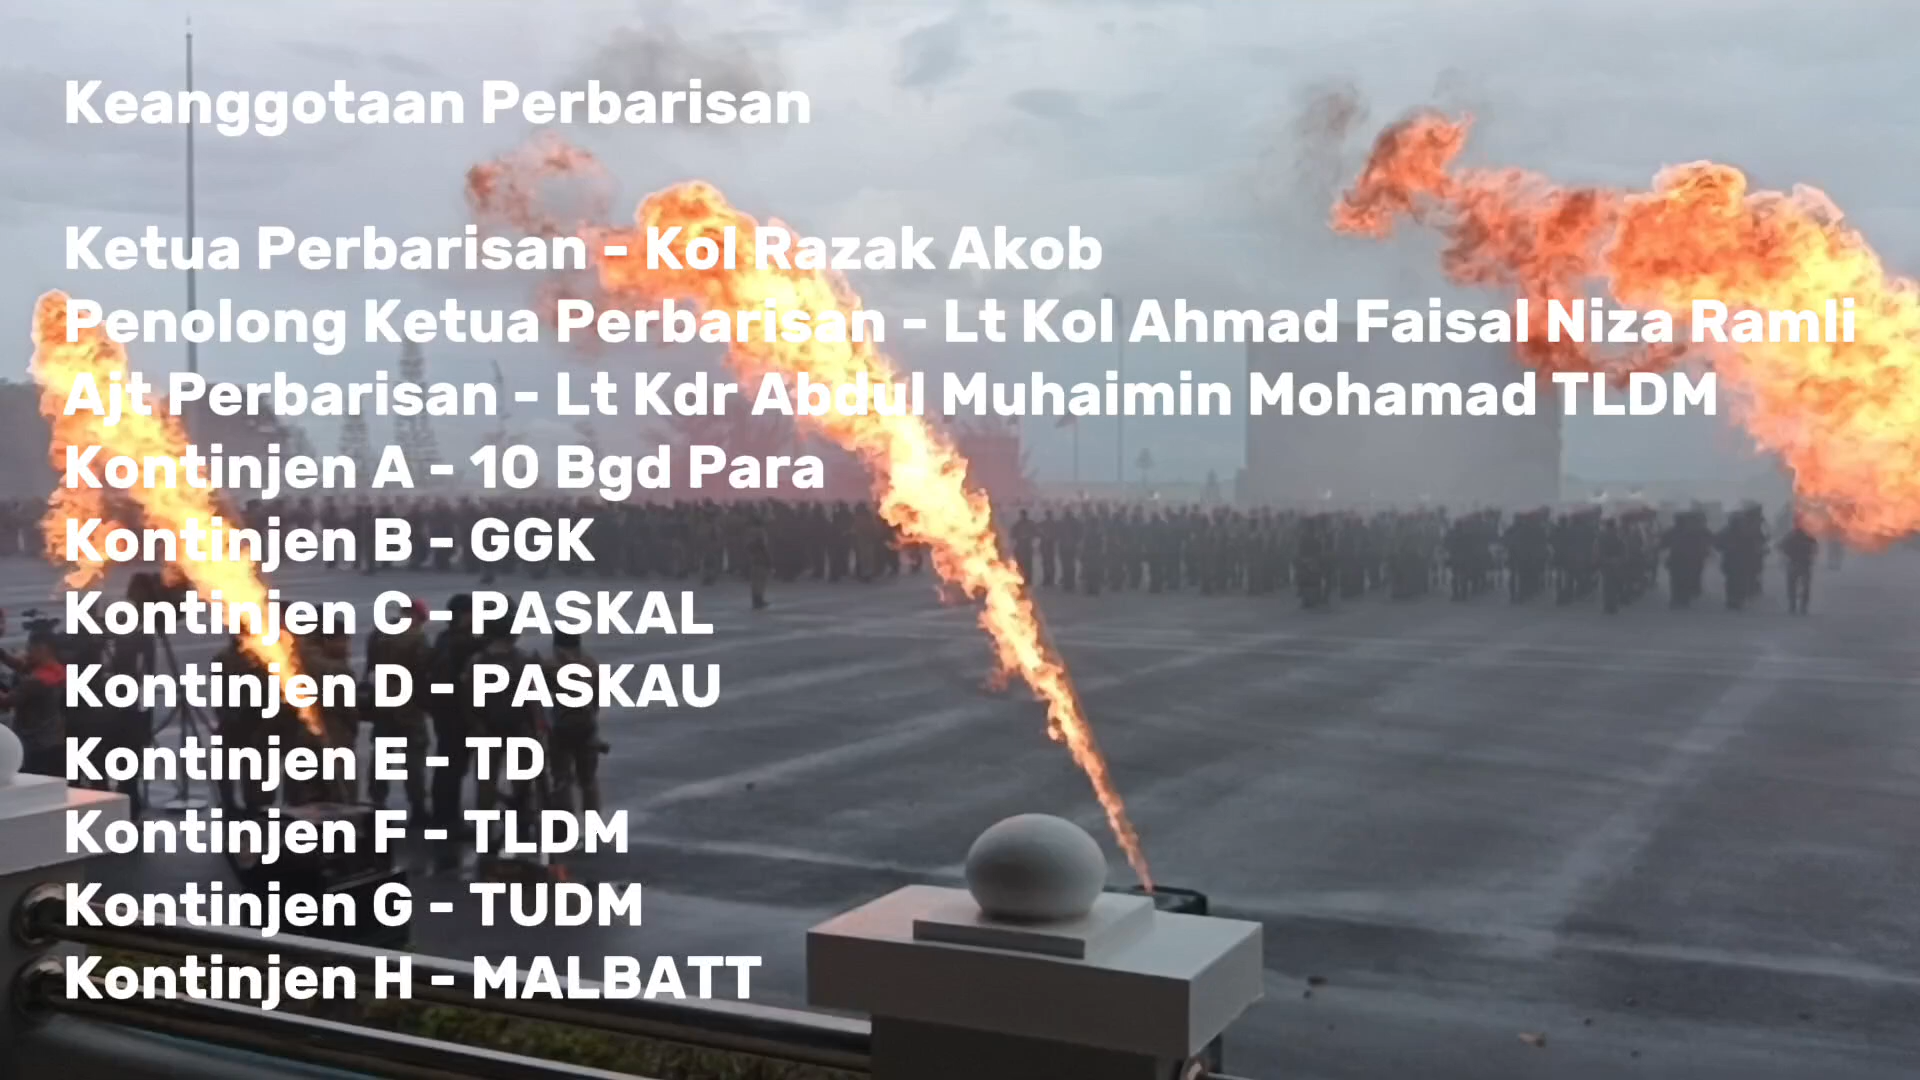 Keanggotaan Perbarisan
Ketua Perbarisan - Kol Razak Akob
Penolong Ketua Perbarisan - Lt Kol Ahmad Faisal Niza Ramli
Ajt Perbarisan - Lt Kdr Abdul Muhaimin Mohamad TLDM
Kontinjen A - 10 Bgd Para
Kontinjen B - GGK
Kontinjen C - PASKAL
Kontinjen D - PASKAU
Kontinjen E - TD
Kontinjen F - TLDM
Kontinjen G - TUDM
Kontinjen H - MALBATT